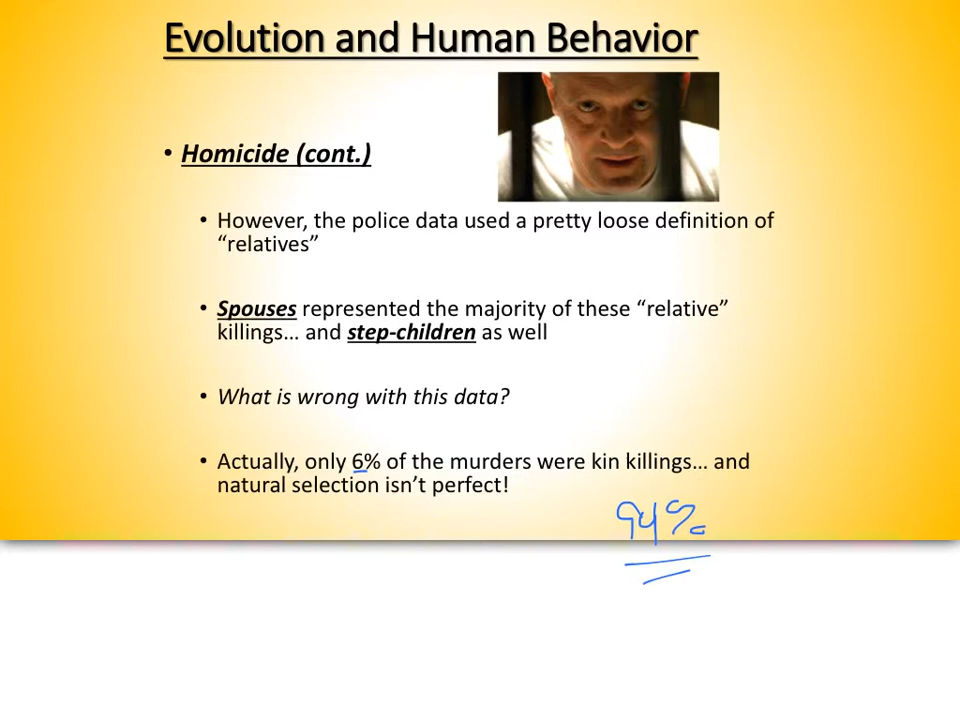 Evolution and Human Behavior
• Homicide (cont.)
• However, the police data used a pretty loose definition of
“relatives”
• Spouses represented the majority of these “relative”
killings… and step-children as well
• What is wrong with this data?
• Actually, only 6% of the murders were kin killings… and
natural selection isn’t perfect!
94%